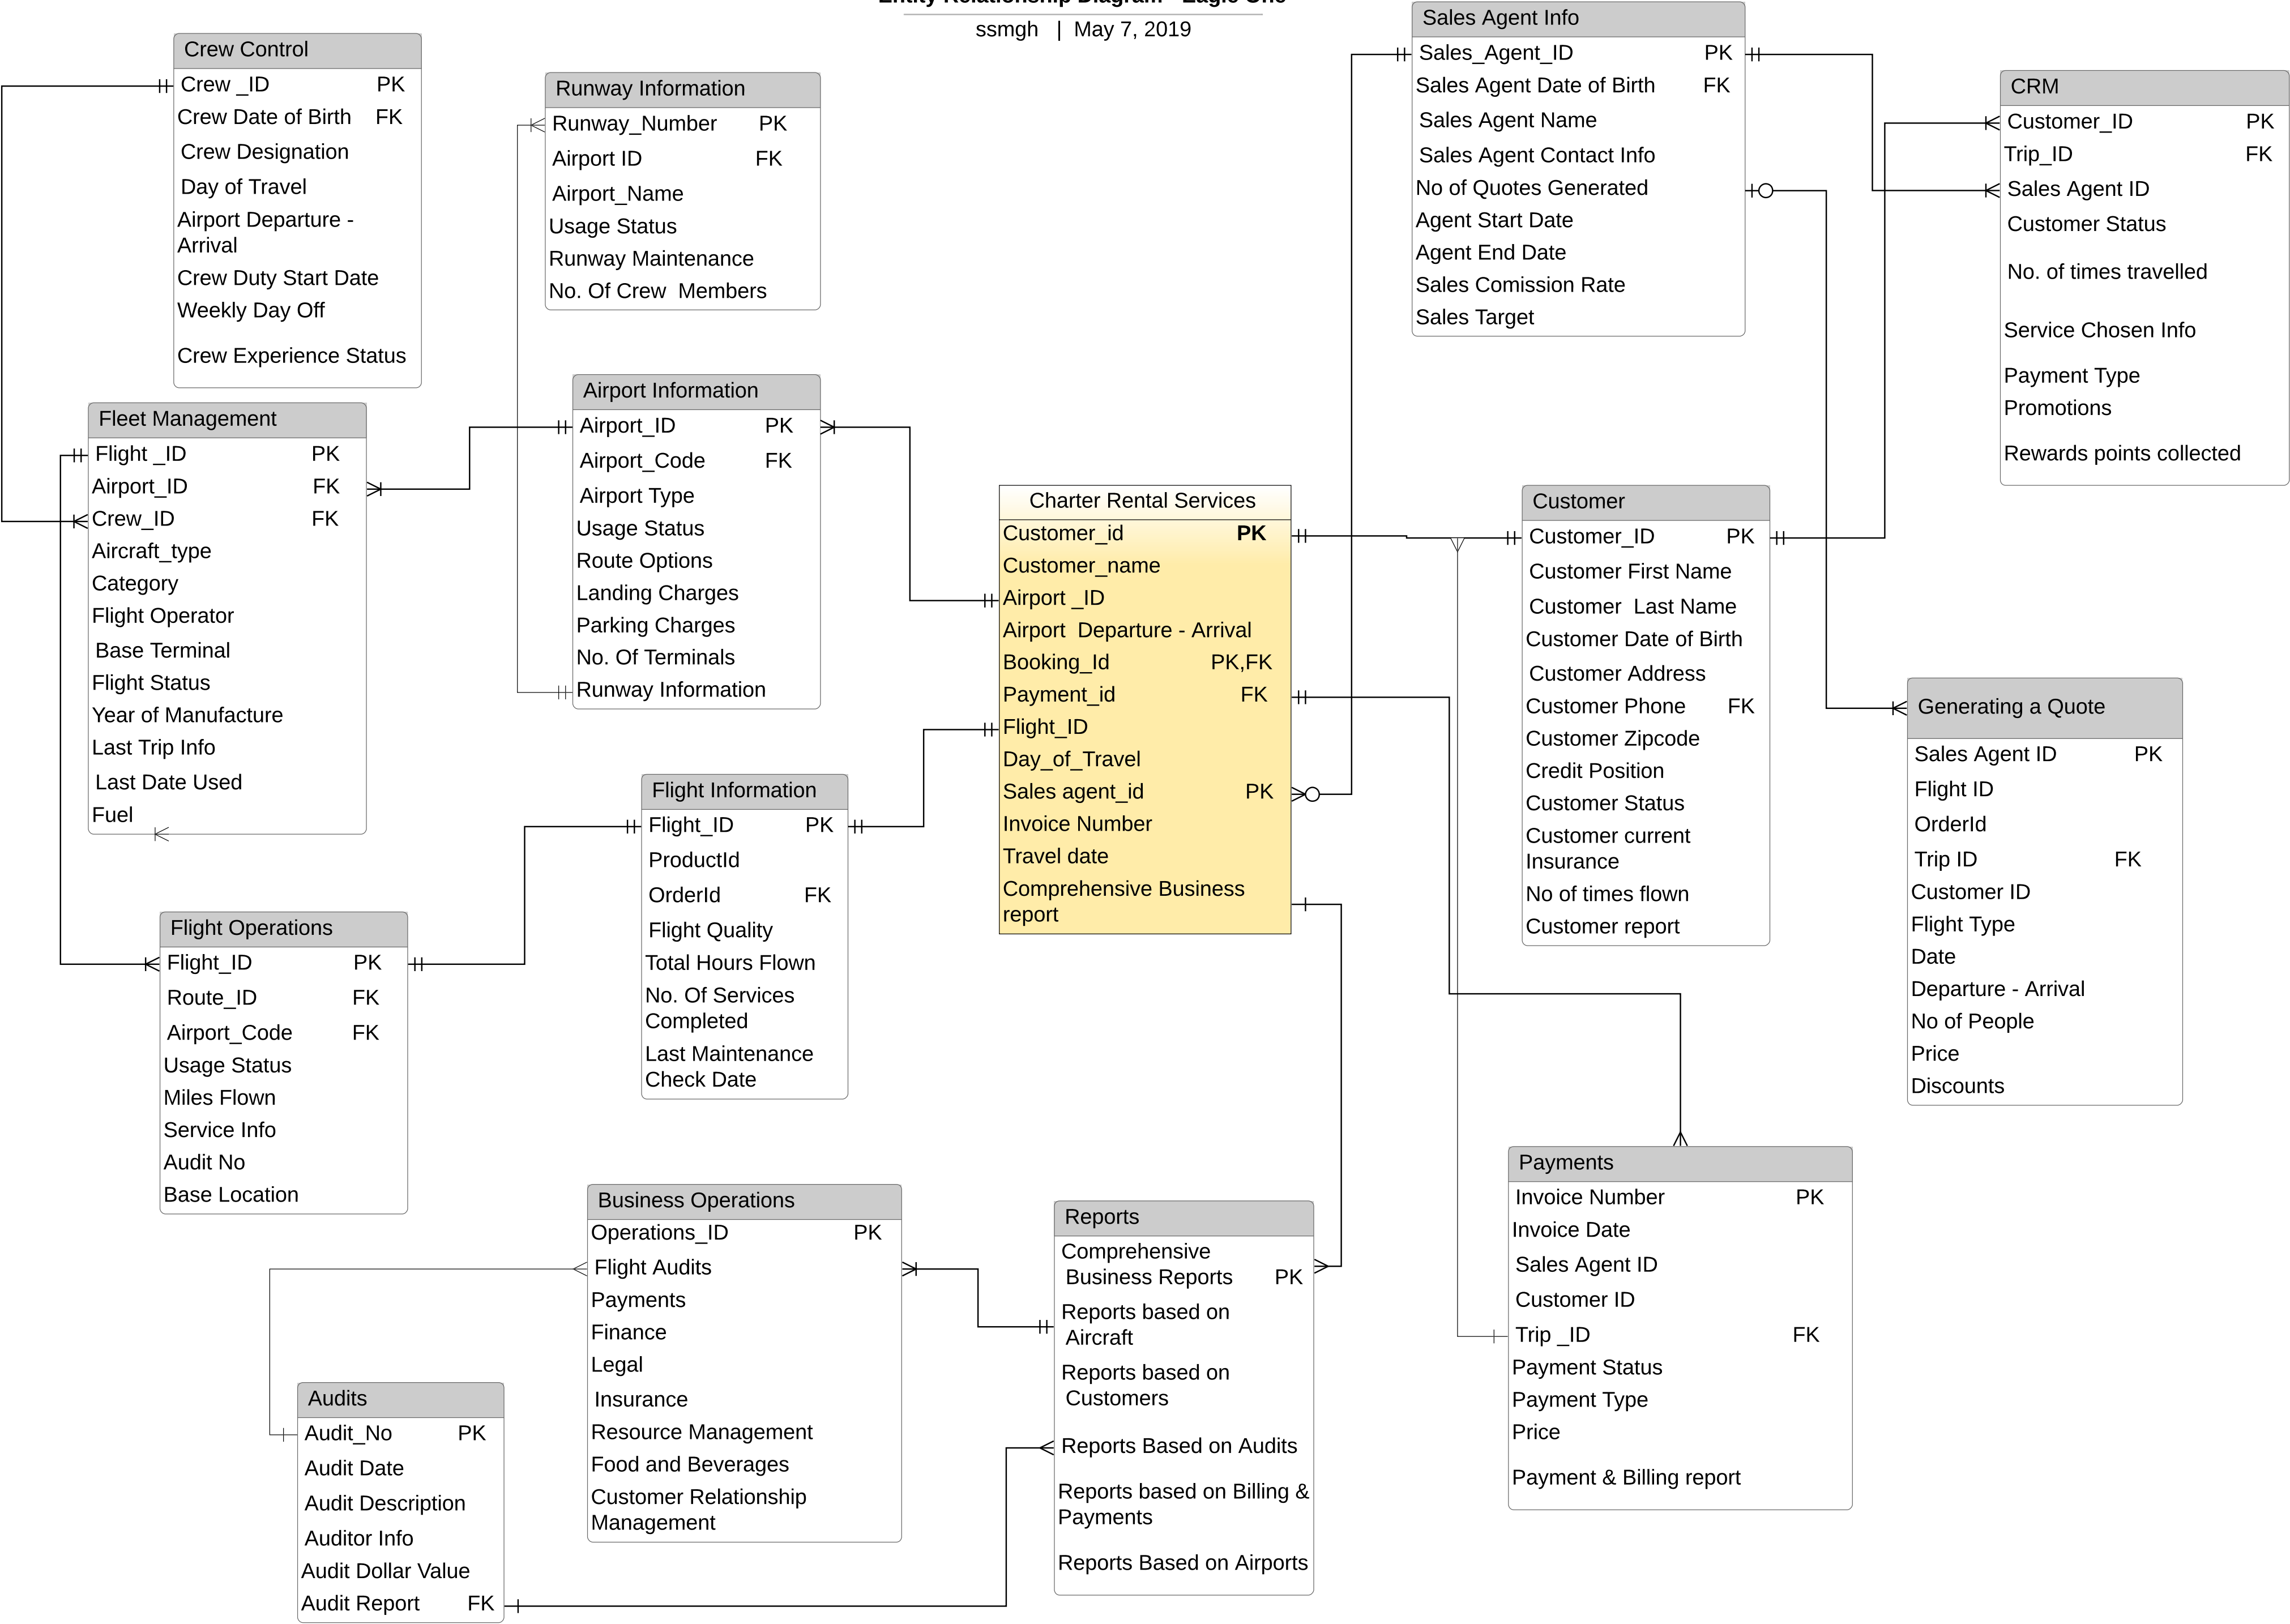 Entity Relationship Diagram - Eagle One
ssmgh | May 7, 2019
Crew Control
Crew _ID PK
Crew Date of Birth FK
Crew Designation
Day of Travel
Airport Departure -
Arrival
Crew Duty Start Date
Weekly Day Off
Crew Experience Status
Runway Information
Runway_Number PK
Airport ID FK
Airport_Name
Usage Status
Runway Maintenance
No. Of Crew Members
Sales Agent Info
Sales_Agent_ID PK
Sales Agent Date of Birth FK
Sales Agent Name
Sales Agent Contact Info
No of Quotes Generated
Agent Start Date
Agent End Date
Sales Comission Rate
Sales Target
CRM
Customer_ID PK
Trip_ID FK
Sales Agent ID
Customer Status
No. of times travelled
Service Chosen Info
Payment Type
Promotions
Rewards points collected
Fleet Management
Flight _ID PK
Airport_ID FK
Crew_ID FK
Aircraft_type
Category
Flight Operator
Base Terminal
Flight Status
Year of Manufacture
Last Trip Info
Last Date Used
Fuel
Airport Information
Airport_ID PK
Airport_Code FK
Airport Type
Usage Status
Route Options
Landing Charges
Parking Charges
No. Of Terminals
Runway Information
Charter Rental Services
Customer_id PK
Customer_name
Airport _ID
Airport Departure - Arrival
Booking_Id PK,FK
Payment_id FK
Flight_ID
Day_of_Travel
Sales agent_id PK
Invoice Number
Travel date
Comprehensive Business
report
Customer
Customer_ID PK
Customer First Name
Customer Last Name
Customer Date of Birth
Customer Address
Customer Phone FK
Customer Zipcode
Credit Position
Customer Status
Customer current
Insurance
No of times flown
Customer report
Generating a Quote
Sales Agent ID PK
Flight ID
OrderId
Trip ID FK
Customer ID
Flight Type
Date
Departure - Arrival
No of People
Price
Discounts
Flight Information
Flight_ID PK
ProductId
OrderId FK
Flight Quality
Total Hours Flown
No. Of Services
Completed
Last Maintenance
Check Date
Flight Operations
Flight_ID PK
Route_ID FK
Airport_Code FK
Usage Status
Miles Flown
Service Info
Audit No
Base Location
Business Operations
Operations_ID PK
Flight Audits
Payments
Finance
Legal
Insurance
Resource Management
Food and Beverages
Customer Relationship
Management
Reports
Comprehensive
Business Reports PK
Reports based on
Aircraft
Reports based on
Customers
Reports Based on Audits
Reports based on Billing &
Payments
Reports Based on Airports
Payments
Invoice Number PK
Invoice Date
Sales Agent ID
Customer ID
Trip _ID FK
Payment Status
Payment Type
Price
Payment & Billing report
Audits
Audit_No PK
Audit Date
Audit Description
Auditor Info
Audit Dollar Value
Audit Report FK